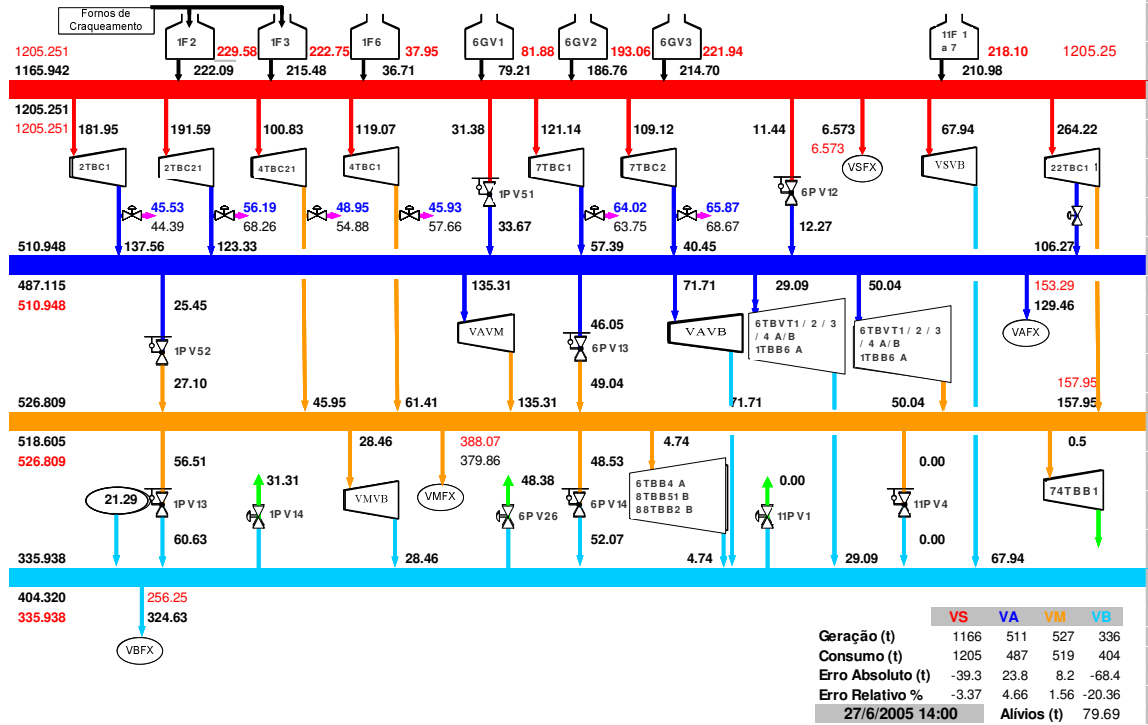 Fornos de
Craqueamento
1F2
1F3
1F6
6GV1
6GV2
6GV3
11F 1
a 7
1205.251
229.58
222.75
37.95
81.88
193.06
221.94
218.10
1205.25
1165.942
222.09
215.48
36.71
79.21
186.76
214.70
210.98
1205.251
1205.251
181.95
191.59
100.83
119.07
31.38
121.14
109.12
11.44
6.573
6.573
67.94
264.22
2TBC1
2TBC21
4TBC21
4TBC1
1PV51
7TBC1
7TBC2
6PV12
VSFX
VSVB
22TBC1 1
45.53
56.19
48.95
45.93
64.02
65.87
44.39
68.26
54.88
57.66
33.67
63.75
68.67
12.27
510.948
137.56
123.33
57.39
40.45
106.27
487.115
510.948
25.45
135.31
46.05
71.71
29.09
50.04
153.29
129.46
1PV52
VAVM
6PV13
VAVB
6TBVT1 / 2 / 3
/ 4 A/B
1TBB6 A
6TBVT1 / 2 / 3
/ 4 A/B
1TBB6 A
VAFX
27.10
49.04
157.95
526.809
45.95
61.41
135.31
71.71
50.04
157.95
518.605
526.809
56.51
28.46
388.07
379.86
48.53
4.74
0.00
0.5
21.29
1PV13
31.31
1PV14
VMVB
VMFX
48.38
6PV26
6PV14
6TBB4 A
8TBB51 B
88TBB2 B
0.00
11PV1
11PV4
74TBB1
60.63
52.07
0.00
335.938
28.46
4.74
29.09
67.94
404.320
335.938
256.25
324.63
VBFX
VS VA VM VB
Geração (t) 1166 511 527 336
Consumo (t) 1205 487 519 404
Erro Absoluto (t) -39.3 23.8 8.2 -68.4
Erro Relativo % -3.37 4.66 1.56 -20.36
27/6/2005 14:00 Alívios (t) 79.69